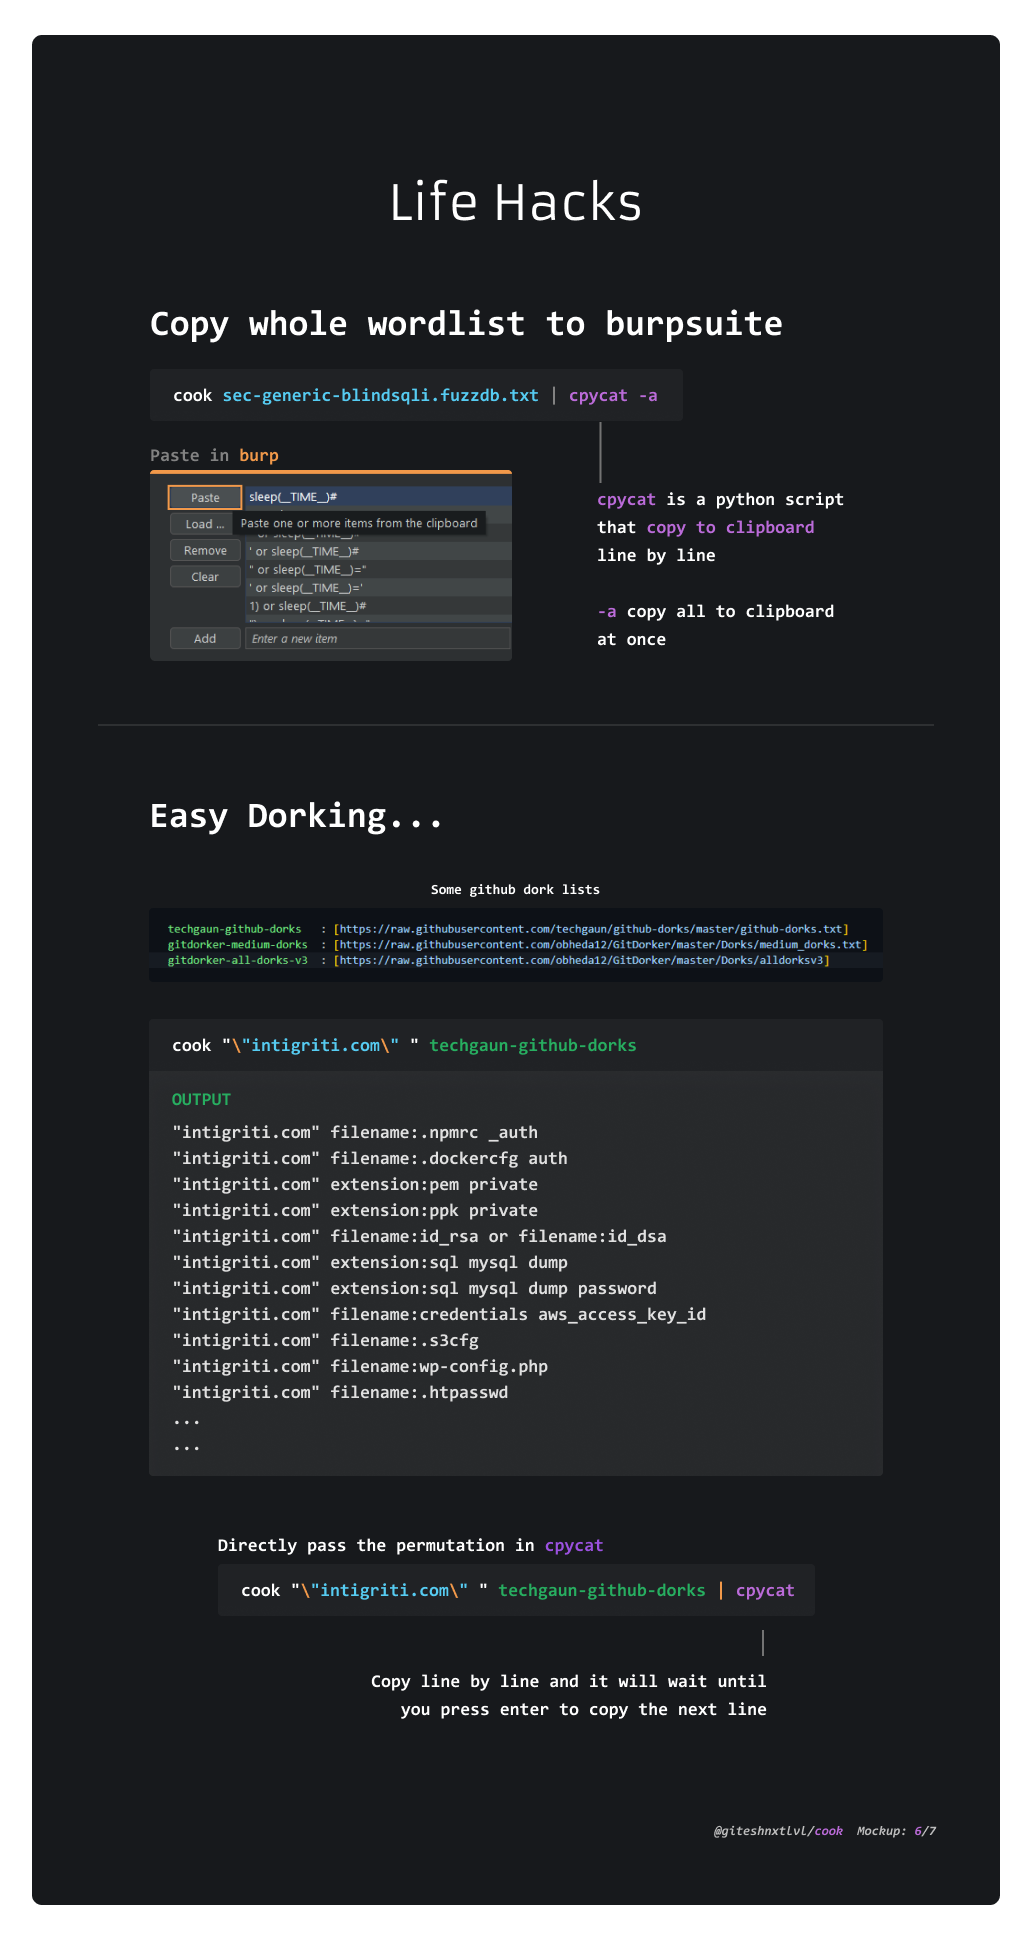 Life Hacks
Copy whole wordlist to burpsuite
cook sec-generic-blindsqli.fuzzdb.txt | cpycat -a
Paste in burp
Paste
sleep(__TIME__)#
Load ...
Paste one or more items from the clipboard
Remove
' or sleep(__TIME__)#
" or sleep(__TIME__)="
Clear
' or sleep(__TIME__)='
1) or sleep(__TIME__)#
Add
Enter a new item
cpycat is a python script
that copy to clipboard
line by line
-a copy all to clipboard
at once
Easy Dorking...
Some github dork lists
techgaun-github-dorks : [https://raw.githubusercontent.com/techgaun/github-dorks/master/github-dorks.txt]
gitdorker-medium-dorks : [https://raw.githubusercontent.com/obheda12/GitDorker/master/Dorks/medium_dorks.txt]
gitdorker-all-dorks-v3 : [https://raw.githubusercontent.com/obheda12/GitDorker/master/Dorks/alldorksv3]
cook "\"intigriti.com\" " techgaun-github-dorks
OUTPUT
"intigriti.com" filename:.npmrc _auth
"intigriti.com" filename:.dockercfg auth
"intigriti.com" extension:pem private
"intigriti.com" extension:ppk private
"intigriti.com" filename:id_rsa or filename:id_dsa
"intigriti.com" extension:sql mysql dump
"intigriti.com" extension:sql mysql dump password
"intigriti.com" filename:credentials aws_access_key_id
"intigriti.com" filename:.s3cfg
"intigriti.com" filename:wp-config.php
"intigriti.com" filename:.htpasswd
...
...
Directly pass the permutation in cpycat
cook "\"intigriti.com\" " techgaun-github-dorks | cpycat
Copy line by line and it will wait until
you press enter to copy the next line
@giteshnxtlvl/cook Mockup: 6/7